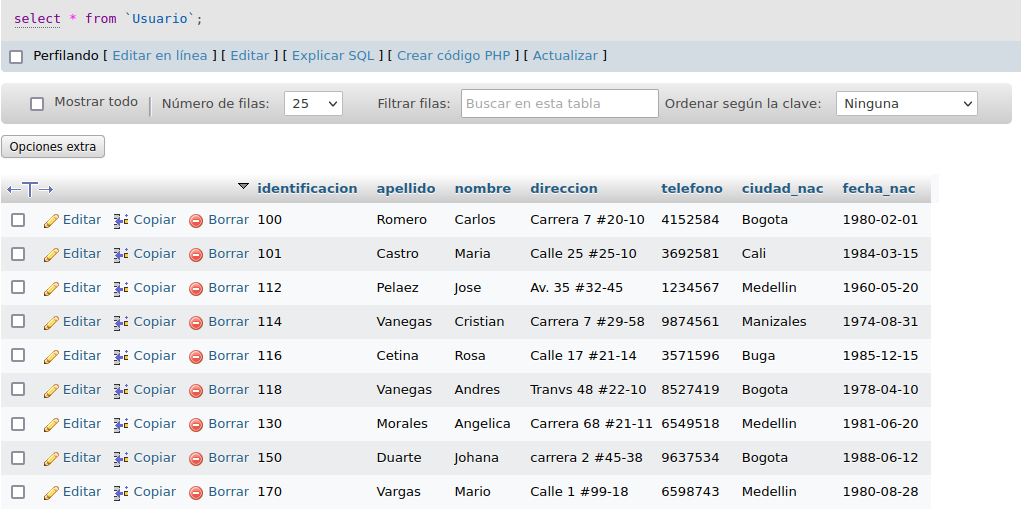 select * from `Usuario`;
Perfilando [ Editar en línea ] [ Editar ] [ Explicar SQL ] [ Crear código PHP ] [ Actualizar ]
Mostrar todo Número de filas: 25 Filtrar filas: Buscar en esta tabla Ordenar según la clave: Ninguna
Opciones extra
←T→ identificacion apellido nombre direccion telefono ciudad_nac fecha_nac
Editar Copiar Borrar 100 Romero Carlos Carrera 7 #20-10 4152584 Bogota 1980-02-01
Editar Copiar Borrar 101 Castro Maria Calle 25 #25-10 3692581 Cali 1984-03-15
Editar Copiar Borrar 112 Pelaez Jose Av. 35 #32-45 1234567 Medellin 1960-05-20
Editar Copiar Borrar 114 Vanegas Cristian Carrera 7 #29-58 9874561 Manizales 1974-08-31
Editar Copiar Borrar 116 Cetina Rosa Calle 17 #21-14 3571596 Buga 1985-12-15
Editar Copiar Borrar 118 Vanegas Andres Tranvs 48 #22-10 8527419 Bogota 1978-04-10
Editar Copiar Borrar 130 Morales Angelica Carrera 68 #21-11 6549518 Medellin 1981-06-20
Editar Copiar Borrar 150 Duarte Johana carrera 2 #45-38 9637534 Bogota 1988-06-12
Editar Copiar Borrar 170 Vargas Mario Calle 1 #99-18 6598743 Medellin 1980-08-28